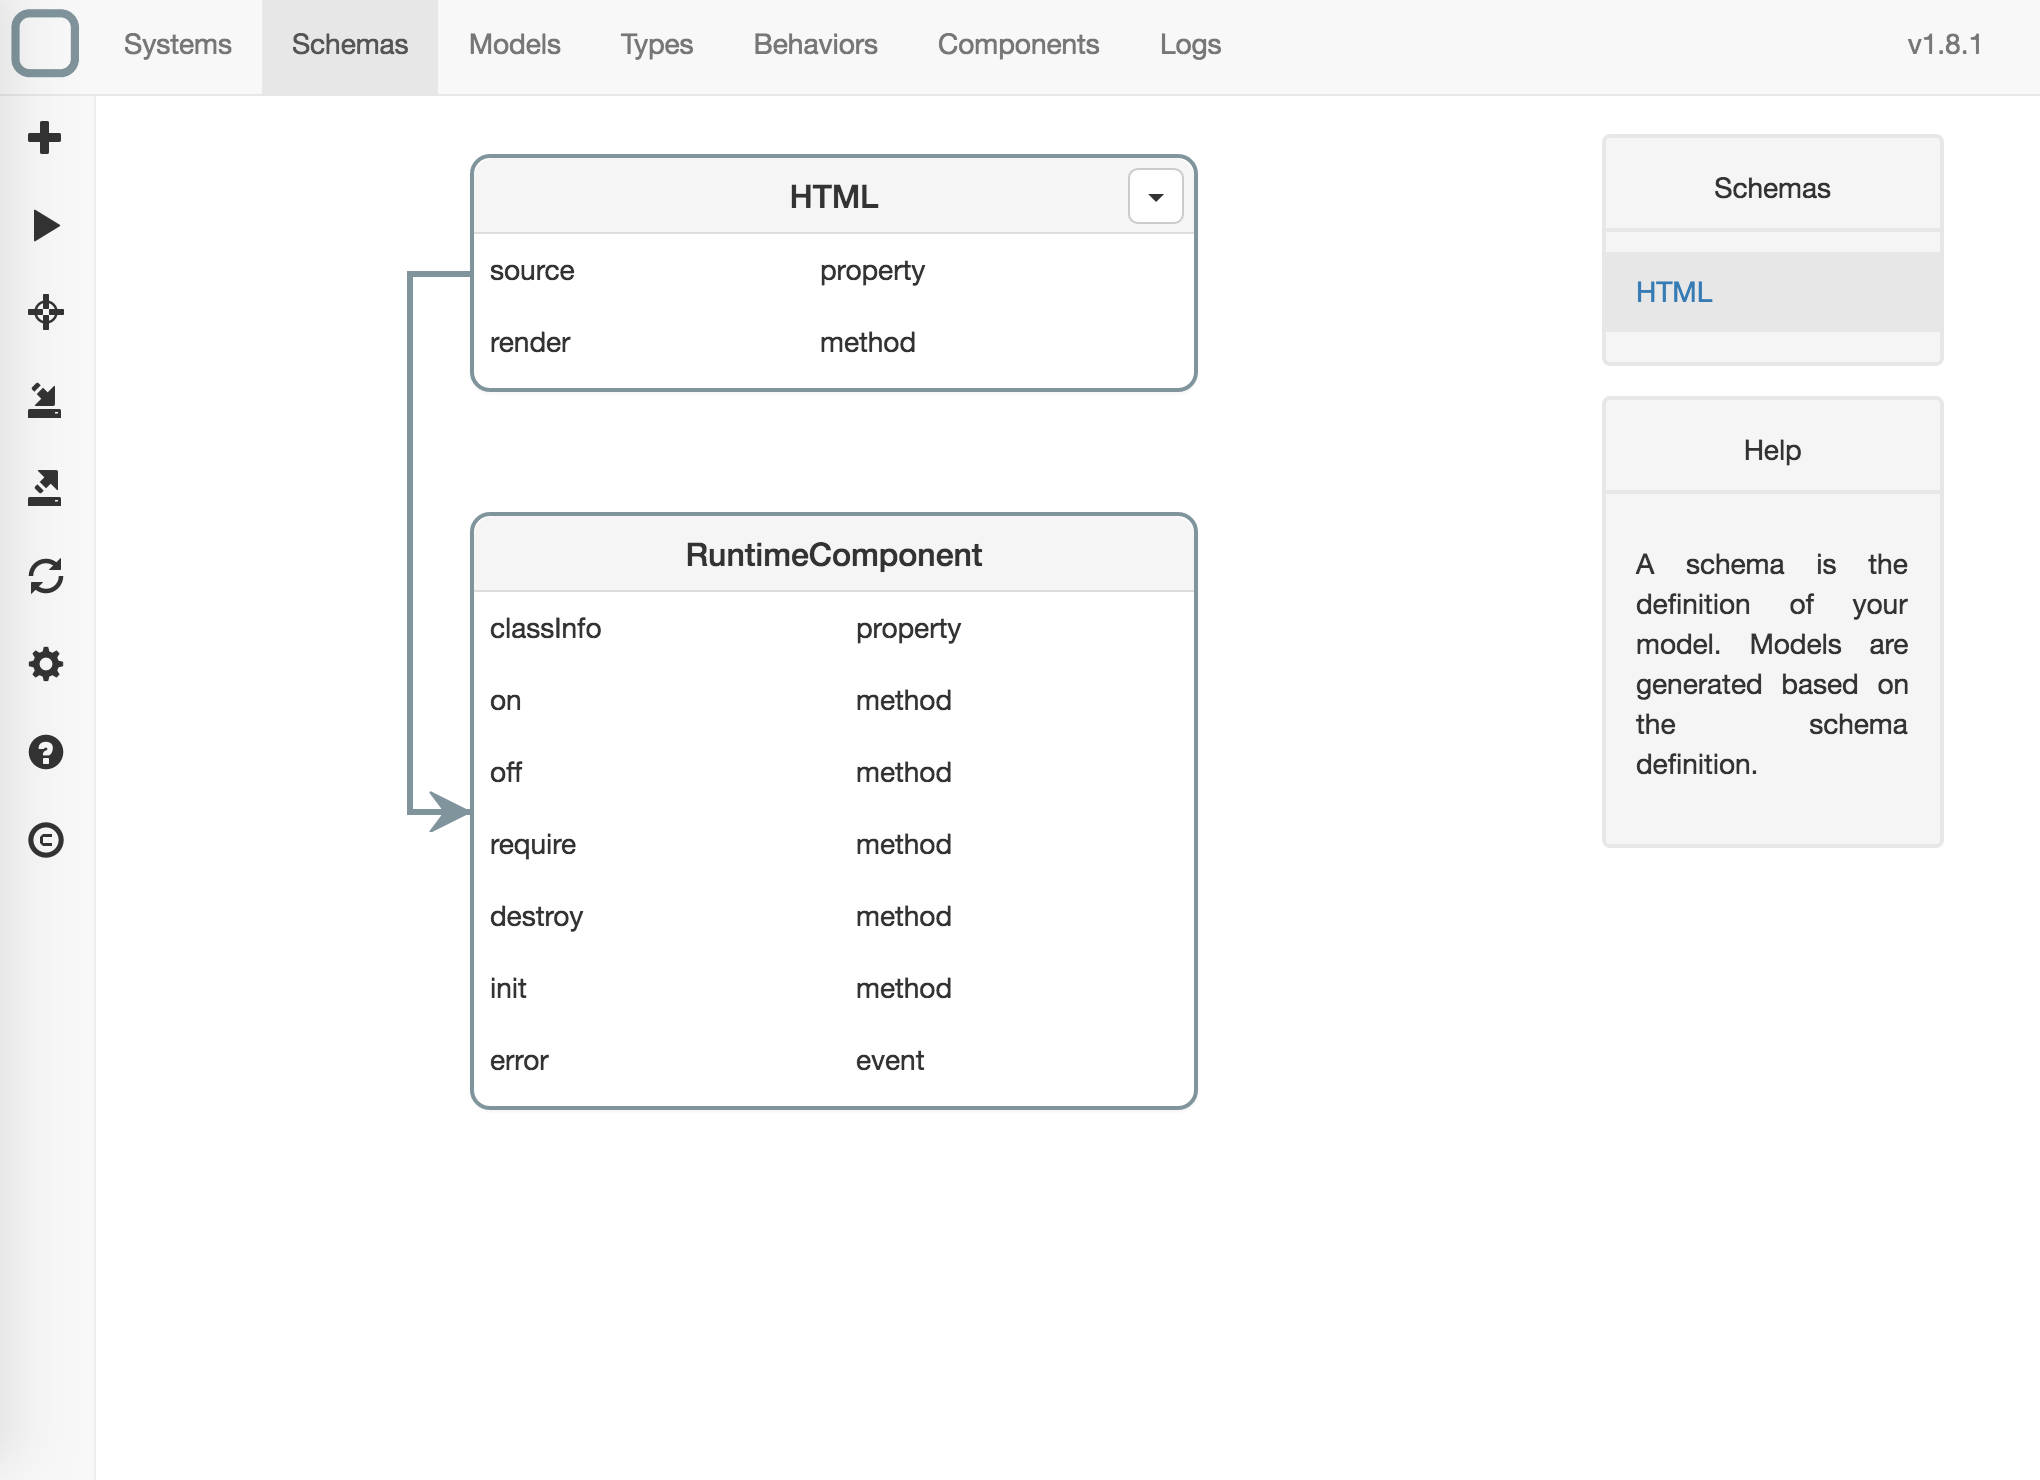 Systems Schemas Models Types Behaviors Components Logs v1.8.1
HTML
source property
render method
RuntimeComponent
classInfo property
on method
off method
require method
destroy method
init method
error event
Schemas
HTML
Help
A schema is the
definition of your
model. Models are
generated based on
the schema
definition.